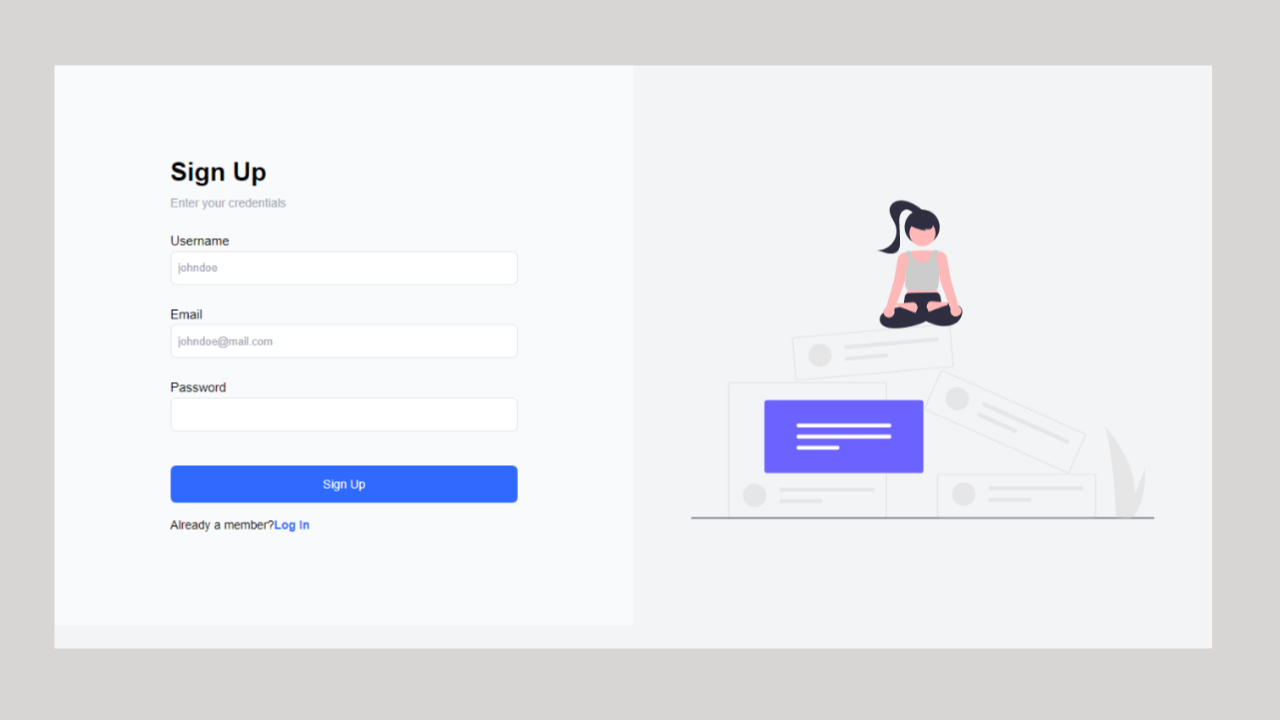 Sign Up
Enter your credentials
Username
johndoe
Email
johndoe@mail.com
Password
Sign Up
Already a member?Log In